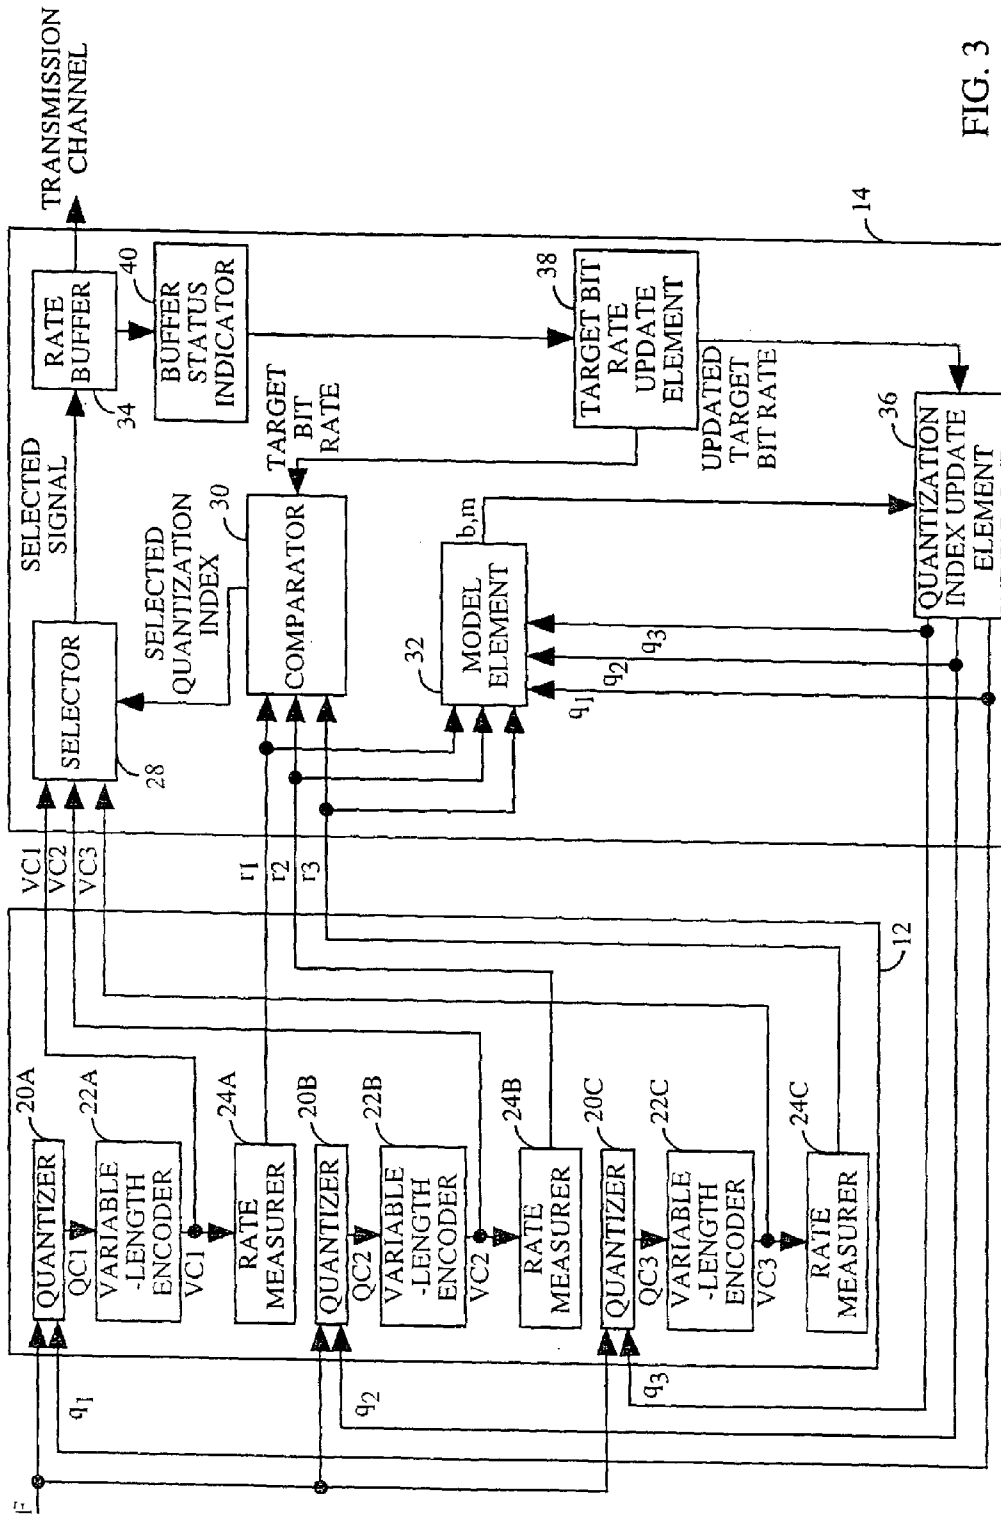 F
q1
q2
q3
QUANTIZER
20A
QC1
VARIABLE
-LENGTH
ENCODER
22A
VC1
RATE
MEASURER
24A
QUANTIZER
20B
QC2
VARIABLE
-LENGTH
ENCODER
22B
VC2
RATE
MEASURER
24B
QUANTIZER
20C
QC3
VARIABLE
-LENGTH
ENCODER
22C
VC3
RATE
MEASURER
24C
12
VC1
VC2
VC3
r1
r2
r3
SELECTOR
28
SELECTED
SIGNAL
RATE
BUFFER
34
TRANSMISSION
CHANNEL
BUFFER
STATUS
INDICATOR
40
SELECTED
QUANTIZATION
INDEX
COMPARATOR
30
TARGET
BIT
RATE
MODEL
ELEMENT
32
b,m
q1
q2
q3
TARGET BIT
RATE
UPDATE
ELEMENT
38
UPDATED
TARGET
BIT RATE
QUANTIZATION
INDEX UPDATE
ELEMENT
36
14
FIG. 3